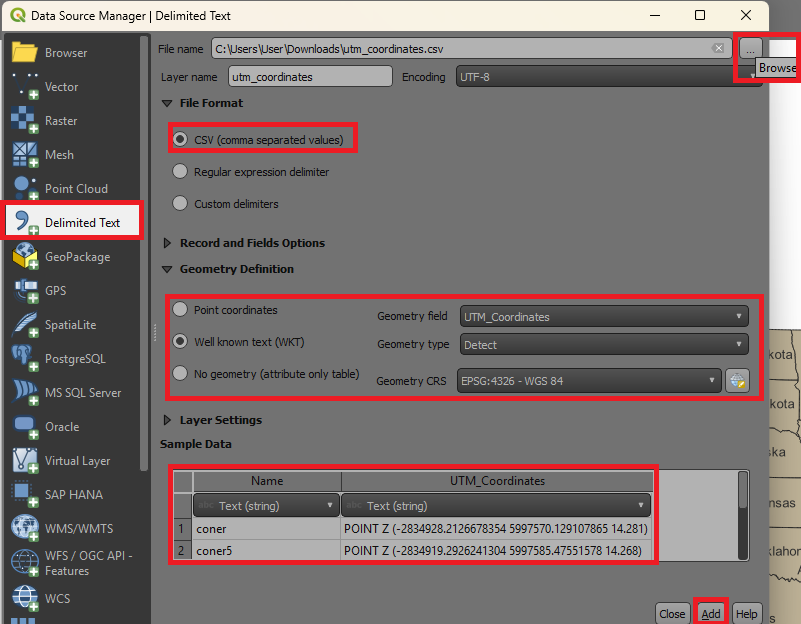 Data Source Manager | Delimited Text
Browser
Vector
Raster
Mesh
Point Cloud
Delimited Text
GeoPackage
GPS
SpatiaLite
PostgreSQL
MS SQL Server
Oracle
Virtual Layer
SAP HANA
WMS/WMTS
WFS / OGC API -
Features
WCS
File name C:\Users\User\Downloads\utm_coordinates.csv ...
Browse
Layer name utm_coordinates Encoding UTF-8
File Format
CSV (comma separated values)
Regular expression delimiter
Custom delimiters
Record and Fields Options
Geometry Definition
Point coordinates Geometry field UTM_Coordinates
Well known text (WKT) Geometry type Detect
No geometry (attribute only table) Geometry CRS EPSG:4326 - WGS 84
Layer Settings
Sample Data
Name UTM_Coordinates
abc Text (string) abc Text (string)
1 coner POINT Z (-2834928.2126678354 5997570.129107865 14.281)
2 coner5 POINT Z (-2834919.2926241304 5997585.47551578 14.268)
Close Add Help
kota
kota
ska
nsas
klahom
s